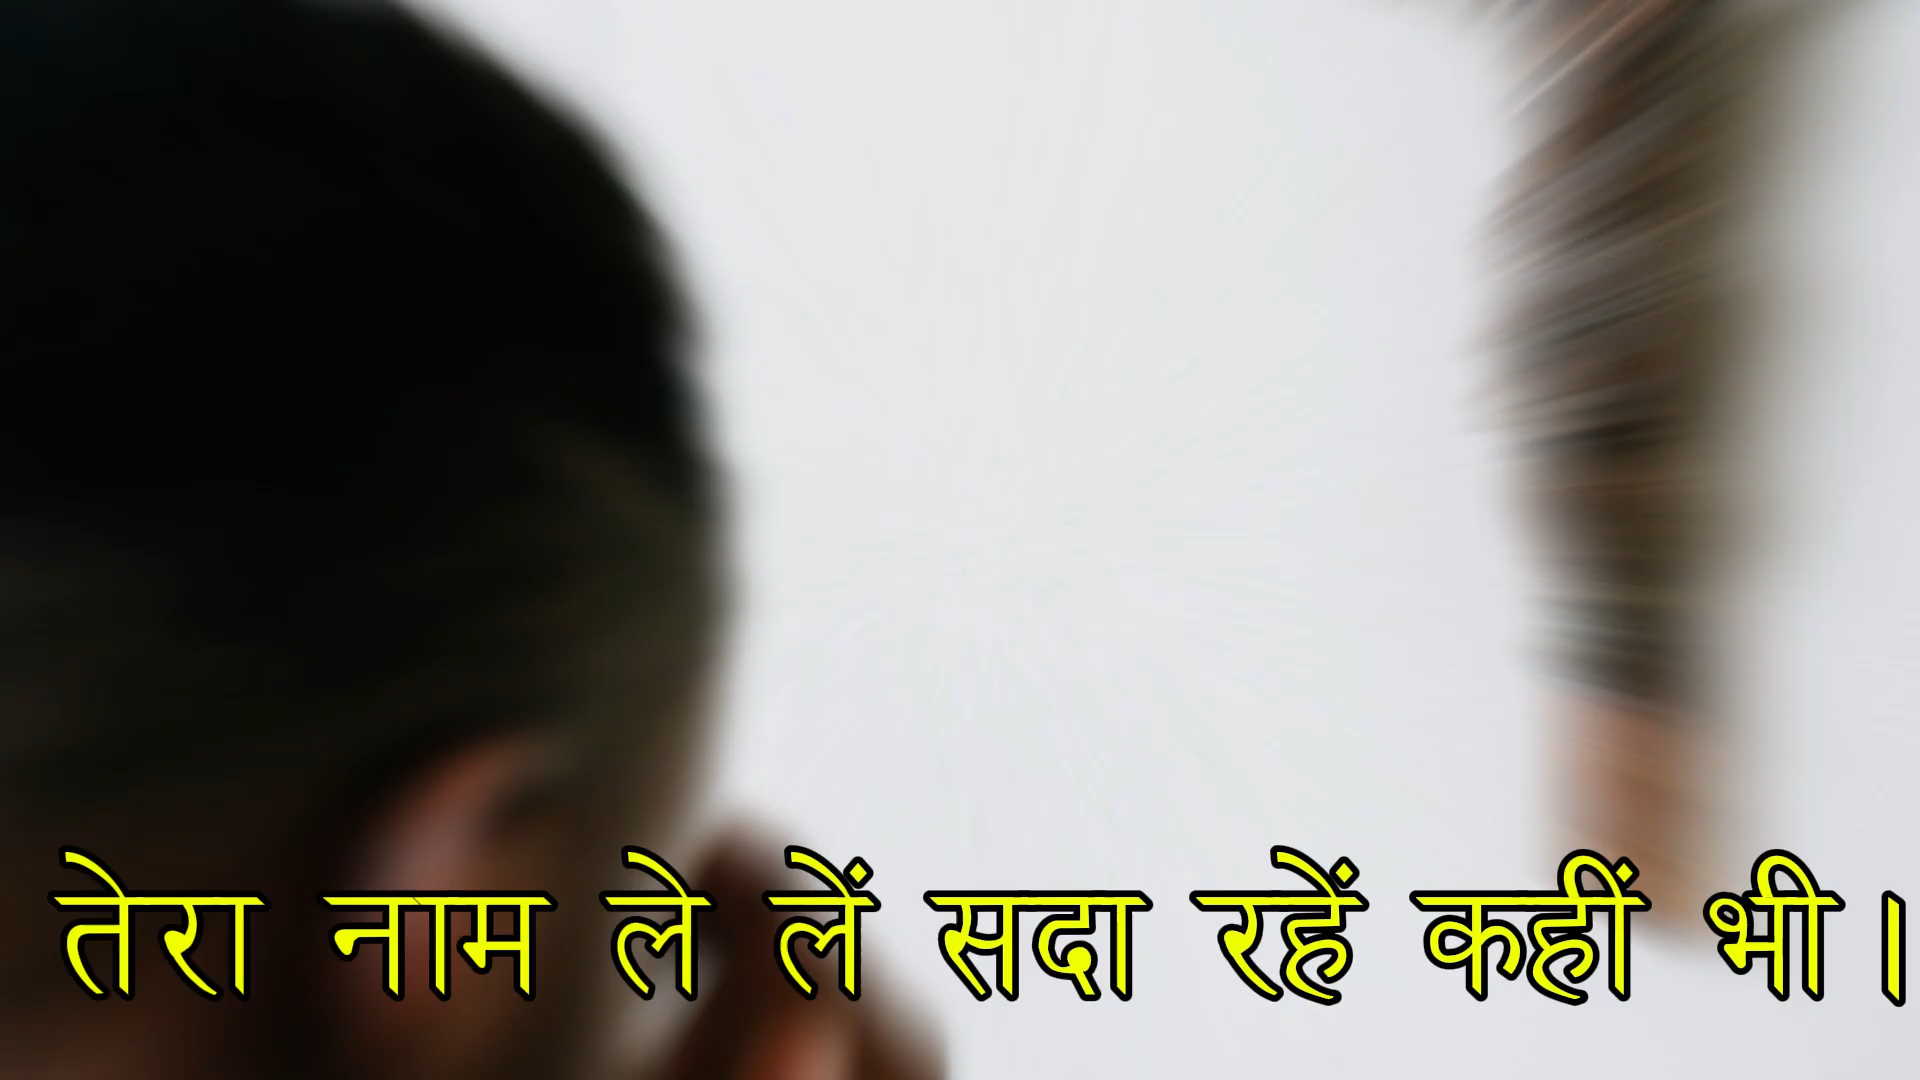 तेरा नाम ले लें सदा रहें कहीं भी।